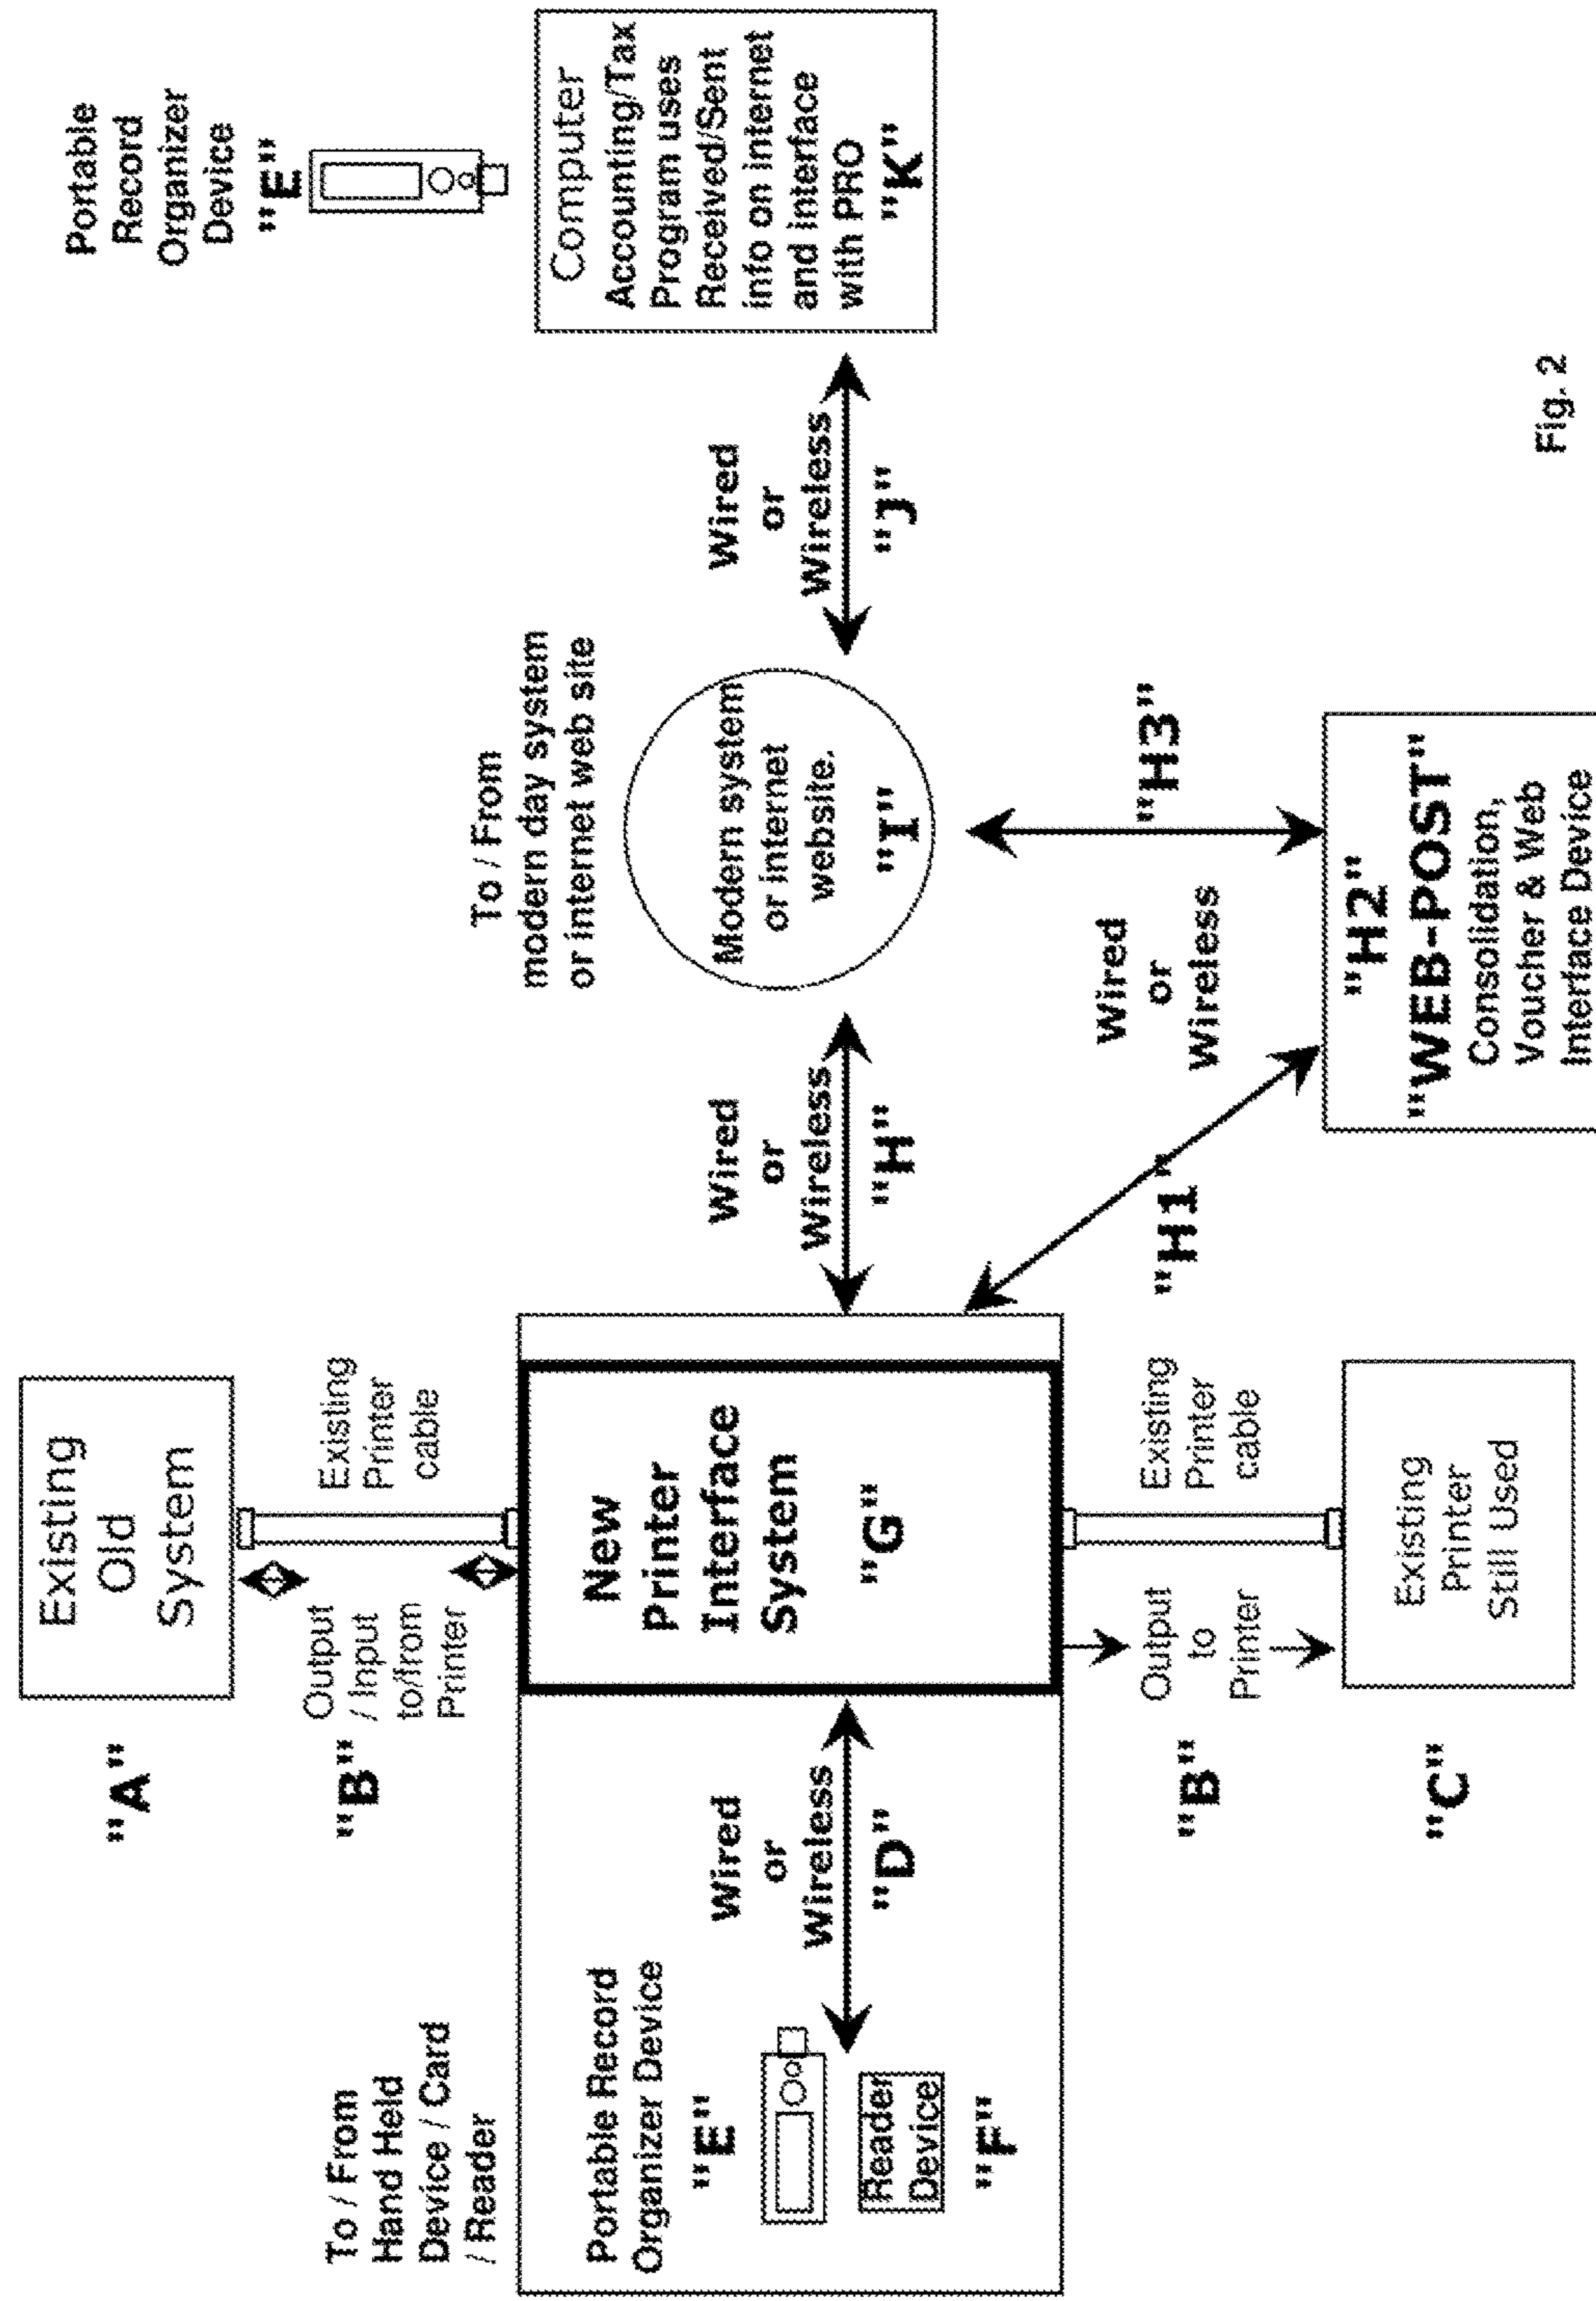 "A"
Existing
Old
System
"B"
Output
/ Input
to/from
Printer
Existing
Printer
cable
To / From
Hand Held
Device / Card
/ Reader
Portable Record
Organizer Device
"E"
Reader
Device
"F"
Wired
or
Wireless
"D"
New
Printer
Interface
System
"G"
Wired
or
Wireless
"H"
To / From
modern day system
or internet web site
Modern system
or internet
website.
"I"
Wired
or
Wireless
"J"
Portable
Record
Organizer
Device
"E"
Computer
Accounting/Tax
Program uses
Received/Sent
info on internet
and interface
with PRO
"K"
"B"
Output
to
Printer
Existing
Printer
cable
"C"
Existing
Printer
Still Used
"H1"
Wired
or
Wireless
"H3"
"H2"
"WEB-POST"
Consolidation,
Voucher & Web
Interface Device
Fig. 2